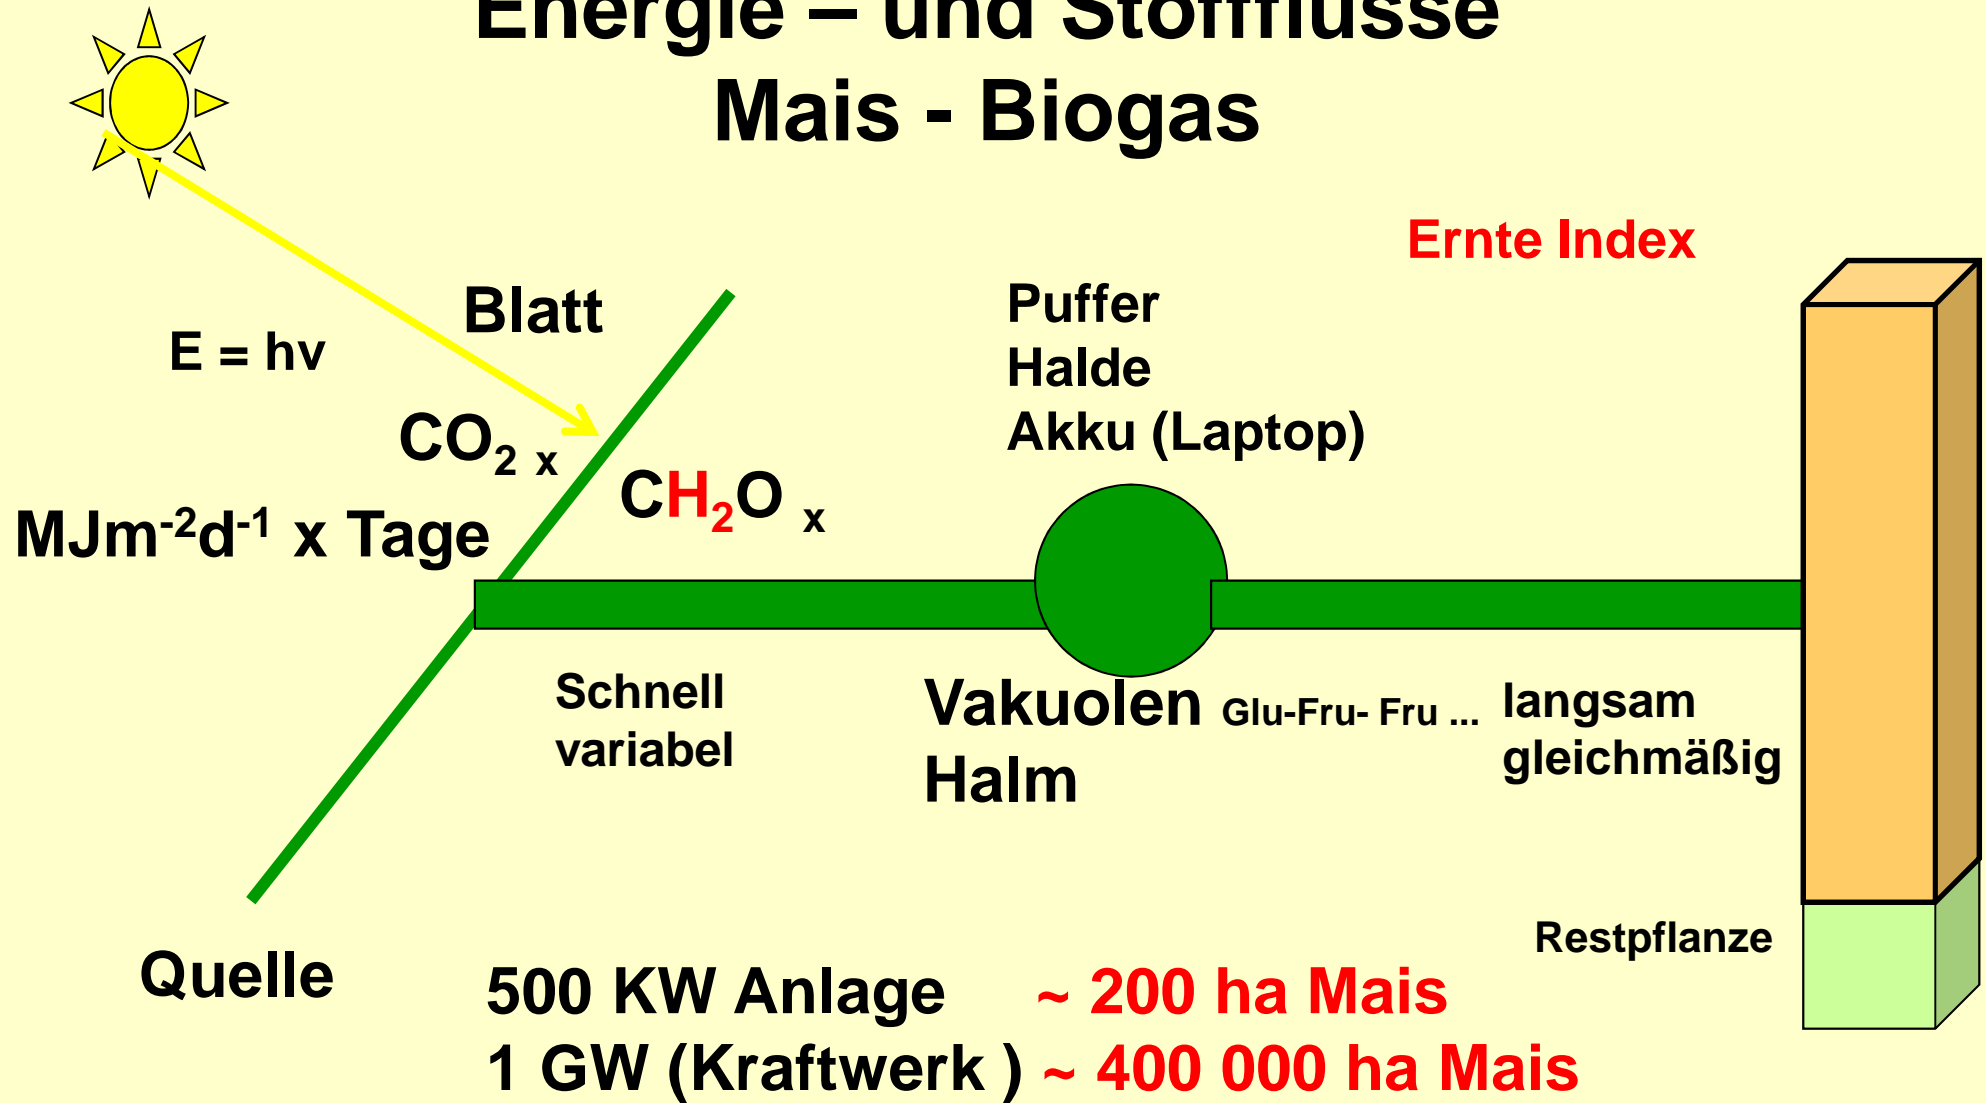 Energie – und Stoffflüsse
Mais - Biogas
Ernte Index
Blatt
E = hv
Puffer
Halde
Akku (Laptop)
CO₂ x
CH₂O x
MJm⁻²d⁻¹ x Tage
Schnell
variabel
Vakuolen Glu-Fru- Fru ...
Halm
langsam
gleichmäßig
Restpflanze
Quelle
500 KW Anlage ~ 200 ha Mais
1 GW (Kraftwerk ) ~ 400 000 ha Mais